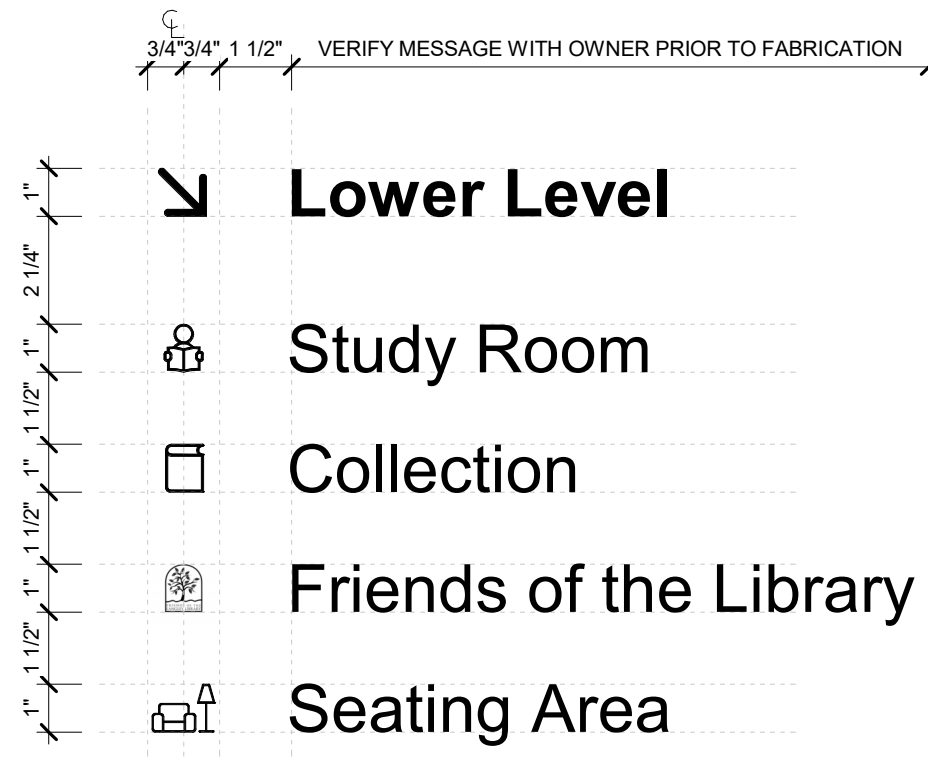 ℄
3/4" 3/4" 1 1/2" VERIFY MESSAGE WITH OWNER PRIOR TO FABRICATION
1" Lower Level
2 1/4"
1" Study Room
1 1/2"
1" Collection
1 1/2"
1" Friends of the Library
1 1/2"
1" Seating Area